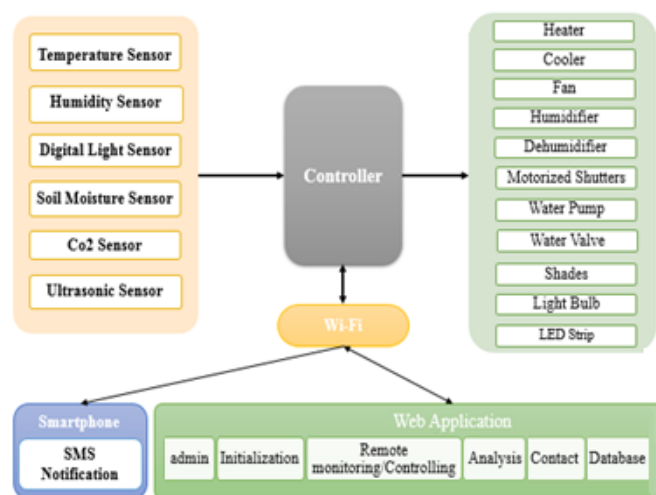 Temperature Sensor
Humidity Sensor
Digital Light Sensor
Soil Moisture Sensor
Co2 Sensor
Ultrasonic Sensor
Controller
Heater
Cooler
Fan
Humidifier
Dehumidifier
Motorized Shutters
Water Pump
Water Valve
Shades
Light Bulb
LED Strip
Wi-Fi
Smartphone
SMS
Notification
Web Application
admin
Initialization
Remote
monitoring/Controlling
Analysis
Contact
Database